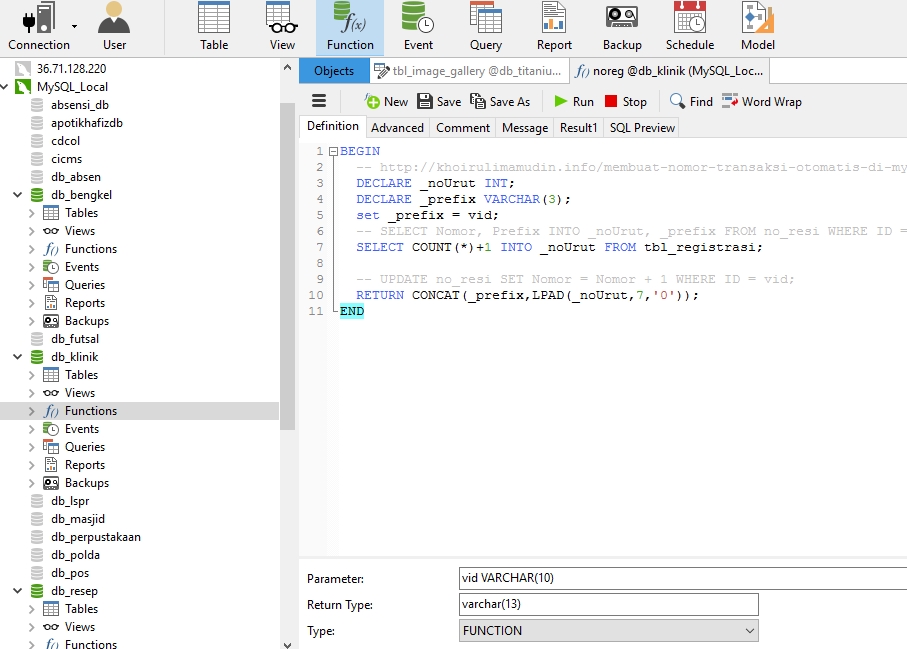 Connection
User
Table
View
Function
Event
Query
Report
Backup
Schedule
Model
36.71.128.220
MySQL_Local
absensi_db
apotikhafizdb
cdcol
cicms
db_absen
db_bengkel
Tables
Views
Functions
Events
Queries
Reports
Backups
db_futsal
db_klinik
Tables
Views
Functions
Events
Queries
Reports
Backups
db_lspr
db_masjid
db_perpustakaan
db_polda
db_pos
db_resep
Tables
Views
Functions
Objects
tbl_image_gallery @db_titaniu...
f() noreg @db_klinik (MySQL_Loc...
New Save Save As Run Stop Find Word Wrap
Definition Advanced Comment Message Result1 SQL Preview
1 BEGIN
2 -- http://khoirulimamudin.info/membuat-nomor-transaksi-otomatis-di-my
3 DECLARE _noUrut INT;
4 DECLARE _prefix VARCHAR(3);
5 set _prefix = vid;
6 -- SELECT Nomor, Prefix INTO _noUrut, _prefix FROM no_resi WHERE ID =
7 SELECT COUNT(*)+1 INTO _noUrut FROM tbl_registrasi;
8
9 -- UPDATE no_resi SET Nomor = Nomor + 1 WHERE ID = vid;
10 RETURN CONCAT(_prefix,LPAD(_noUrut,7,'0'));
11 END
Parameter: vid VARCHAR(10)
Return Type: varchar(13)
Type: FUNCTION